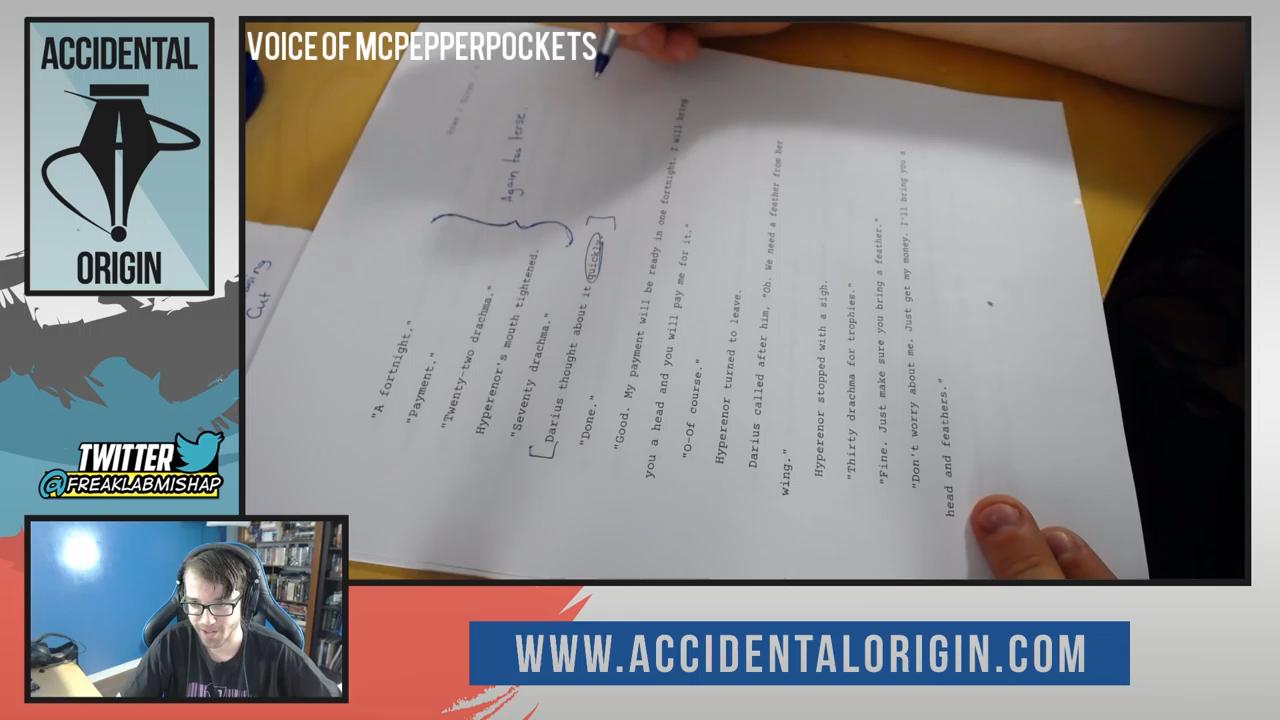 ACCIDENTAL
ORIGIN
VOICE OF MCPEPPERPOCKETS
Again too terse.
"A fortnight."
"Payment."
"Twenty-two drachma."
Hyperenor's mouth tightened.
"Seventy drachma."
[Darius thought about it quickly.]
"Done."
"Good. My payment will be ready in one fortnight. I will bring
you a head and you will pay me for it."
"O-Of course."
Hyperenor turned to leave.
Darius called after him, "Oh. We need a feather from her
wing."
Hyperenor stopped with a sigh.
"Thirty drachma for trophies."
"Fine. Just make sure you bring a feather."
"Don't worry about me. Just get my money. I'll bring you a
head and feathers."
Cut
TWITTER
@FREAKLABMISHAP
WWW.ACCIDENTALORIGIN.COM